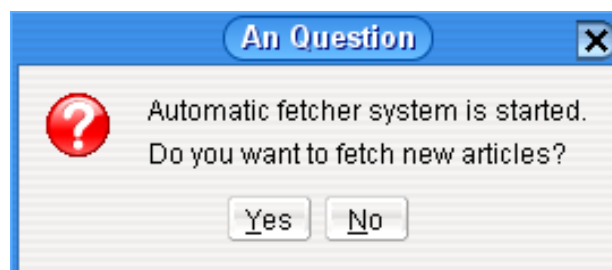 An Question
Automatic fetcher system is started.
Do you want to fetch new articles?
Yes No